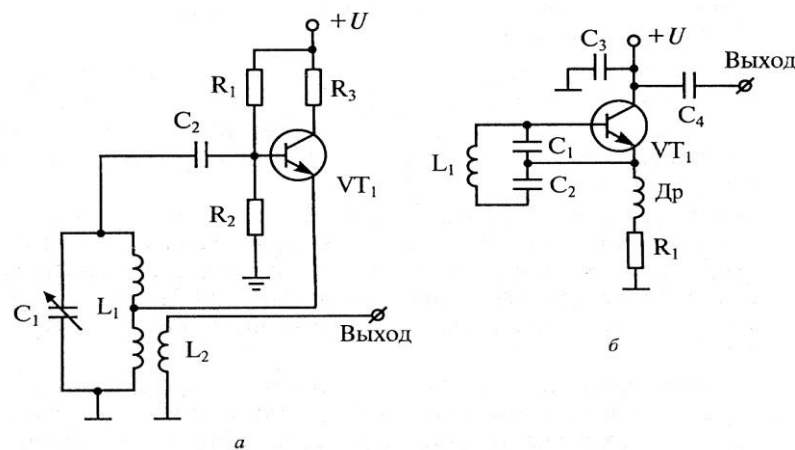 +U
R₁
R₃
C₂
VT₁
R₂
C₁
L₁
L₂
Выход
а
C₃
+U
Выход
C₄
L₁
C₁
VT₁
C₂
Др
R₁
б